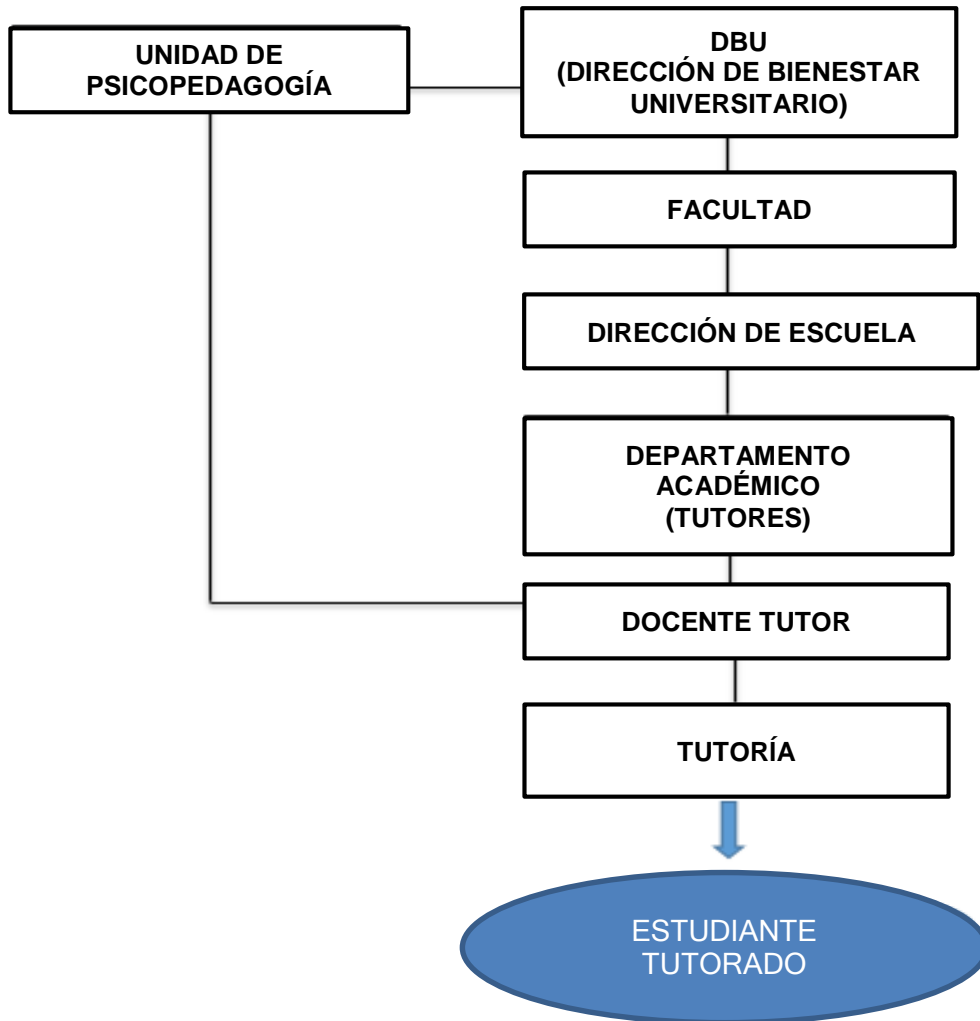 UNIDAD DE
PSICOPEDAGOGÍA
DBU
(DIRECCIÓN DE BIENESTAR
UNIVERSITARIO)
FACULTAD
DIRECCIÓN DE ESCUELA
DEPARTAMENTO
ACADÉMICO
(TUTORES)
DOCENTE TUTOR
TUTORÍA
ESTUDIANTE
TUTORADO